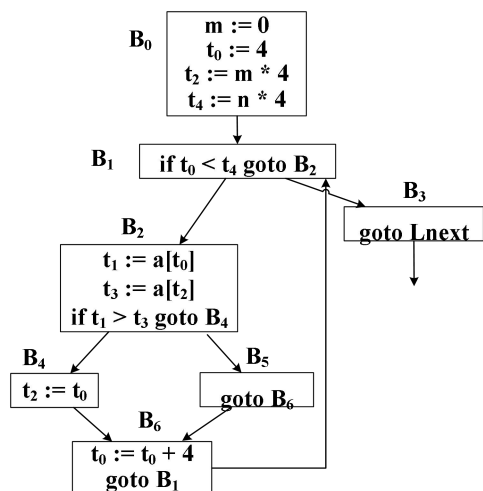 B₀
m := 0
t₀ := 4
t₂ := m * 4
t₄ := n * 4
B₁
if t₀ < t₄ goto B₂
B₃
goto Lnext
B₂
t₁ := a[t₀]
t₃ := a[t₂]
if t₁ > t₃ goto B₄
B₄
t₂ := t₀
B₅
goto B₆
B₆
t₀ := t₀ + 4
goto B₁